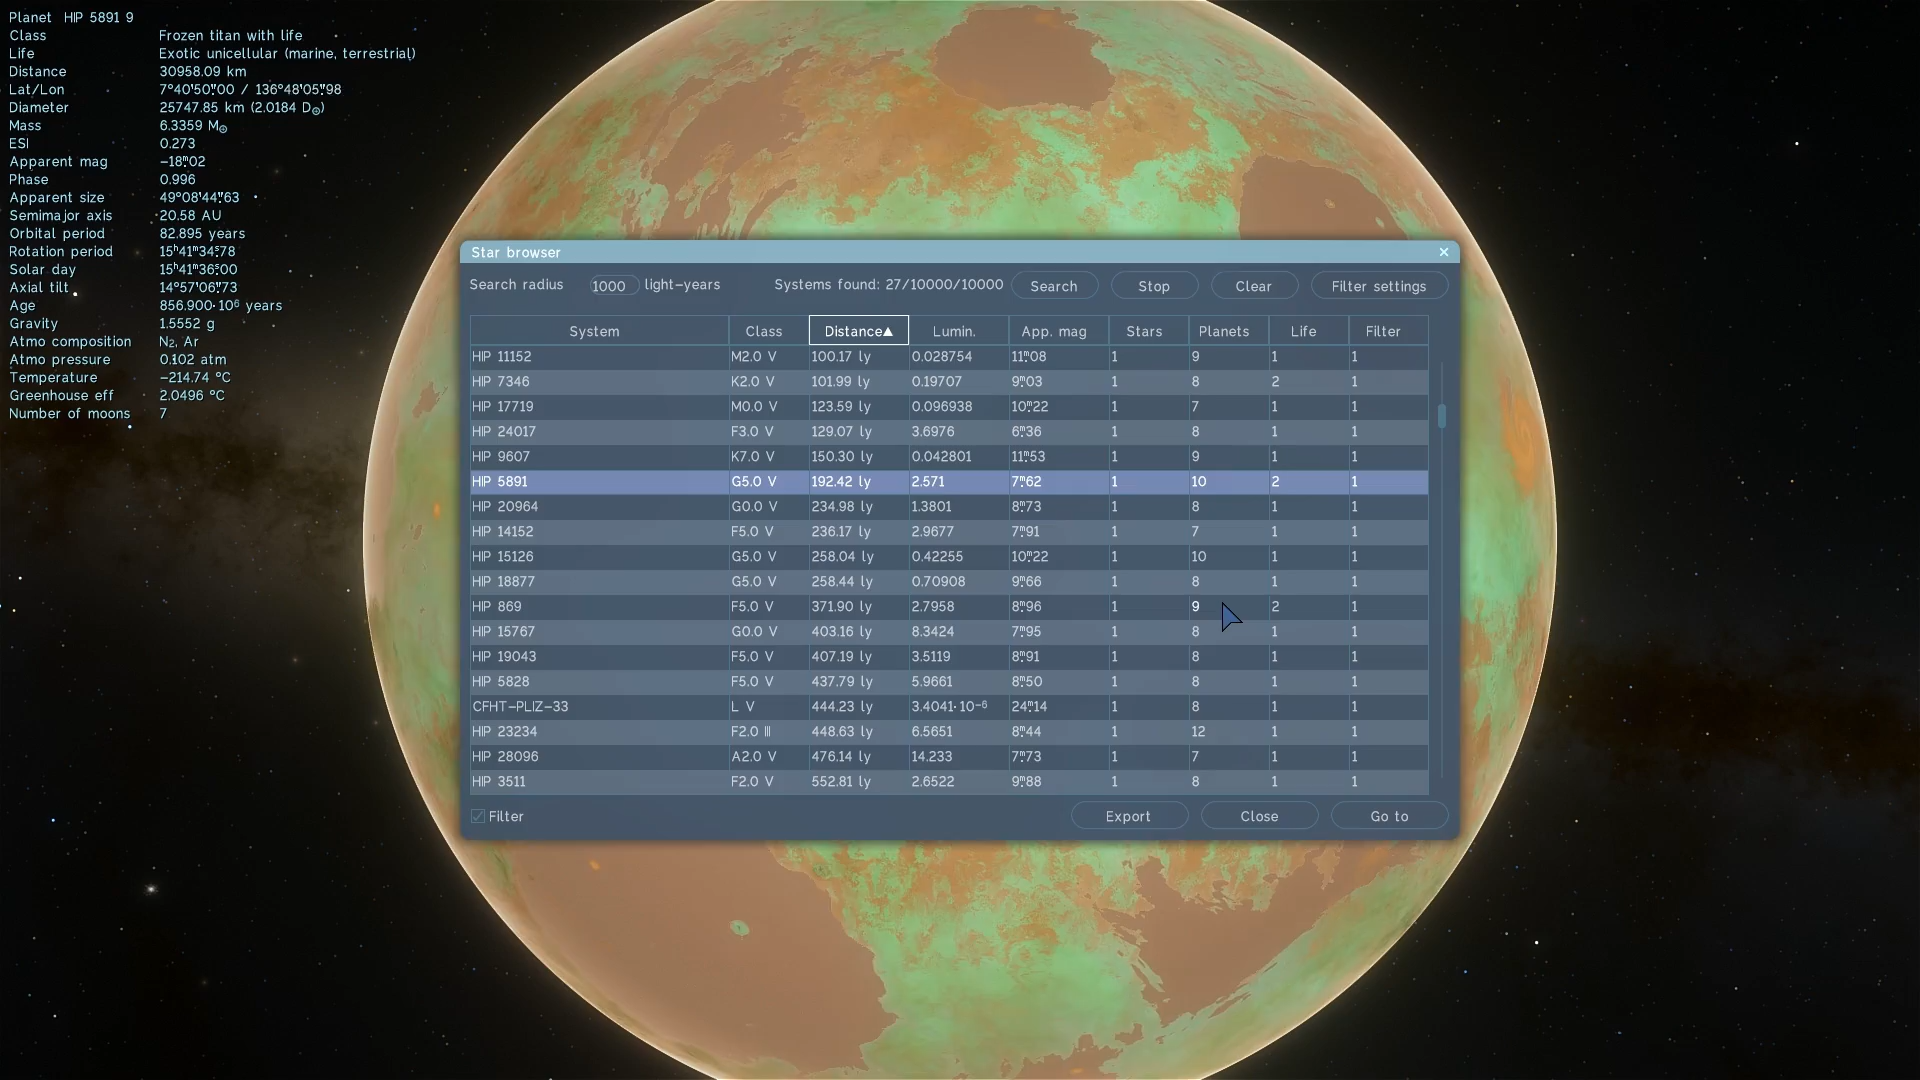 Planet HIP 5891 9
Class Frozen titan with life
Life Exotic unicellular (marine, terrestrial)
Distance 30958.09 km
Lat/Lon 7°40'50"00 / 136°48'05"98
Diameter 25747.85 km (2.0184 D⊕)
Mass 6.3359 M⊕
ESI 0.273
Apparent mag −18ᵐ02
Phase 0.996
Apparent size 49°08'44"63
Semimajor axis 20.58 AU
Orbital period 82.895 years
Rotation period 15ʰ41ᵐ34ˢ78
Solar day 15ʰ41ᵐ36ˢ00
Axial tilt 14°57'06"73
Age 856.900·10⁶ years
Gravity 1.5552 g
Atmo composition N₂, Ar
Atmo pressure 0.102 atm
Temperature −214.74 °C
Greenhouse eff 2.0496 °C
Number of moons 7
Star browser ×
Search radius 1000 light−years Systems found: 27/10000/10000 Search Stop Clear Filter settings
System Class Distance▲ Lumin. App. mag Stars Planets Life Filter
HIP 11152 M2.0 V 100.17 ly 0.028754 11ᵐ08 1 9 1 1
HIP 7346 K2.0 V 101.99 ly 0.19707 9ᵐ03 1 8 2 1
HIP 17719 M0.0 V 123.59 ly 0.096938 10ᵐ22 1 7 1 1
HIP 24017 F3.0 V 129.07 ly 3.6976 6ᵐ36 1 8 1 1
HIP 9607 K7.0 V 150.30 ly 0.042801 11ᵐ53 1 9 1 1
HIP 5891 G5.0 V 192.42 ly 2.571 7ᵐ62 1 10 2 1
HIP 20964 G0.0 V 234.98 ly 1.3801 8ᵐ73 1 8 1 1
HIP 14152 F5.0 V 236.17 ly 2.9677 7ᵐ91 1 7 1 1
HIP 15126 G5.0 V 258.04 ly 0.42255 10ᵐ22 1 10 1 1
HIP 18877 G5.0 V 258.44 ly 0.70908 9ᵐ66 1 8 1 1
HIP 869 F5.0 V 371.90 ly 2.7958 8ᵐ96 1 9 2 1
HIP 15767 G0.0 V 403.16 ly 8.3424 7ᵐ95 1 8 1 1
HIP 19043 F5.0 V 407.19 ly 3.5119 8ᵐ91 1 8 1 1
HIP 5828 F5.0 V 437.79 ly 5.9661 8ᵐ50 1 8 1 1
CFHT−PLIZ−33 L V 444.23 ly 3.4041·10⁻⁶ 24ᵐ14 1 8 1 1
HIP 23234 F2.0 III 448.63 ly 6.5651 8ᵐ44 1 12 1 1
HIP 28096 A2.0 V 476.14 ly 14.233 7ᵐ73 1 7 1 1
HIP 3511 F2.0 V 552.81 ly 2.6522 9ᵐ88 1 8 1 1
Filter Export Close Go to